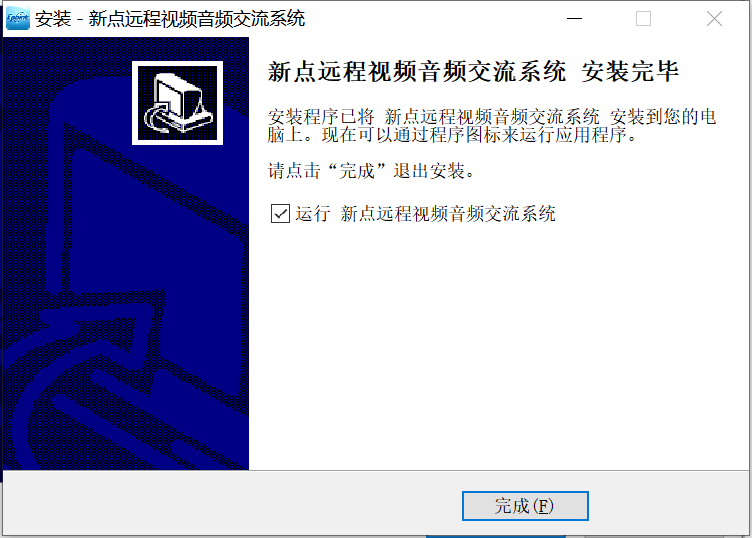 安装 - 新点远程视频音频交流系统
新点远程视频音频交流系统 安装完毕
安装程序已将 新点远程视频音频交流系统 安装到您的电
脑上。现在可以通过程序图标来运行应用程序。
请点击“完成”退出安装。
运行 新点远程视频音频交流系统
完成(F)